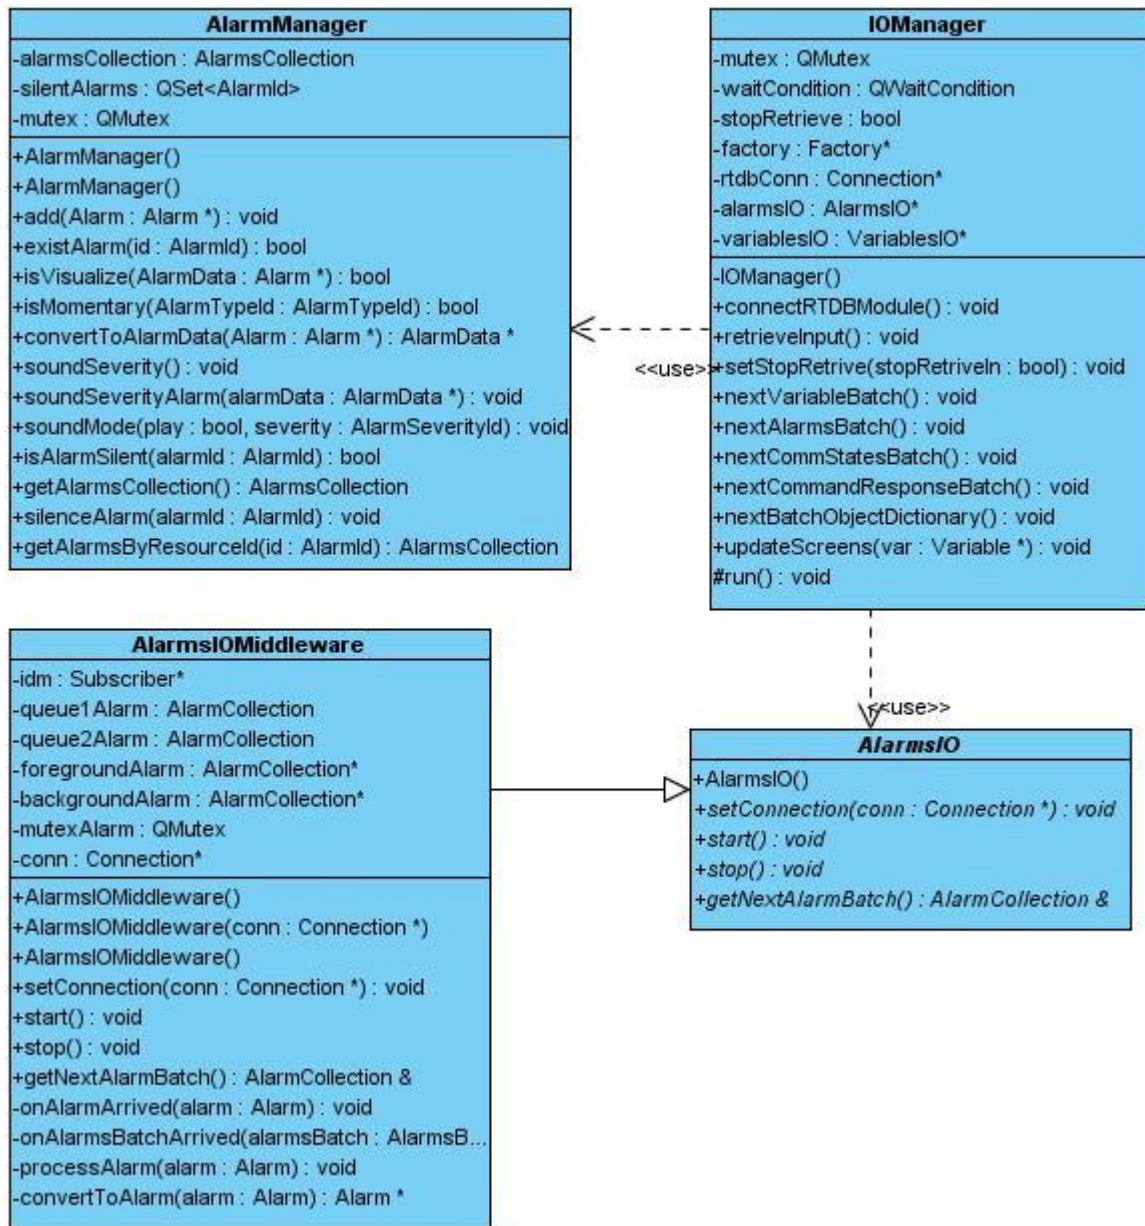 AlarmManager
-alarmsCollection : AlarmsCollection
-silentAlarms : QSet<AlarmId>
-mutex : QMutex
+AlarmManager()
+AlarmManager()
+add(Alarm : Alarm *) : void
+existAlarm(id : AlarmId) : bool
+isVisualize(AlarmData : Alarm *) : bool
+isMomentary(AlarmTypeId : AlarmTypeId) : bool
+convertToAlarmData(Alarm : Alarm *) : AlarmData *
+soundSeverity() : void
+soundSeverityAlarm(alarmData : AlarmData *) : void
+soundMode(play : bool, severity : AlarmSeverityId) : void
+isAlarmSilent(alarmId : AlarmId) : bool
+getAlarmsCollection() : AlarmsCollection
+silenceAlarm(alarmId : AlarmId) : void
+getAlarmsByResourceId(id : AlarmId) : AlarmsCollection
<<use>>
IOManager
-mutex : QMutex
-waitCondition : QWaitCondition
-stopRetrieve : bool
-factory : Factory*
-rtdbConn : Connection*
-alarmsIO : AlarmsIO*
-variablesIO : VariablesIO*
-IOManager()
+connectRTDBModule() : void
+retrieveInput() : void
+setStopRetrive(stopRetriveIn : bool) : void
+nextVariableBatch() : void
+nextAlarmsBatch() : void
+nextCommStatesBatch() : void
+nextCommandResponseBatch() : void
+nextBatchObjectDictionary() : void
+updateScreens(var : Variable *) : void
#run() : void
<<use>>
AlarmsIOMiddleware
-idm : Subscriber*
-queue1Alarm : AlarmCollection
-queue2Alarm : AlarmCollection
-foregroundAlarm : AlarmCollection*
-backgroundAlarm : AlarmCollection*
-mutexAlarm : QMutex
-conn : Connection*
+AlarmsIOMiddleware()
+AlarmsIOMiddleware(conn : Connection *)
+AlarmsIOMiddleware()
+setConnection(conn : Connection *) : void
+start() : void
+stop() : void
+getNextAlarmBatch() : AlarmCollection &
-onAlarmArrived(alarm : Alarm) : void
-onAlarmsBatchArrived(alarmsBatch : AlarmsB...
-processAlarm(alarm : Alarm) : void
-convertToAlarm(alarm : Alarm) : Alarm *
AlarmsIO
+AlarmsIO()
+setConnection(conn : Connection *) : void
+start() : void
+stop() : void
+getNextAlarmBatch() : AlarmCollection &